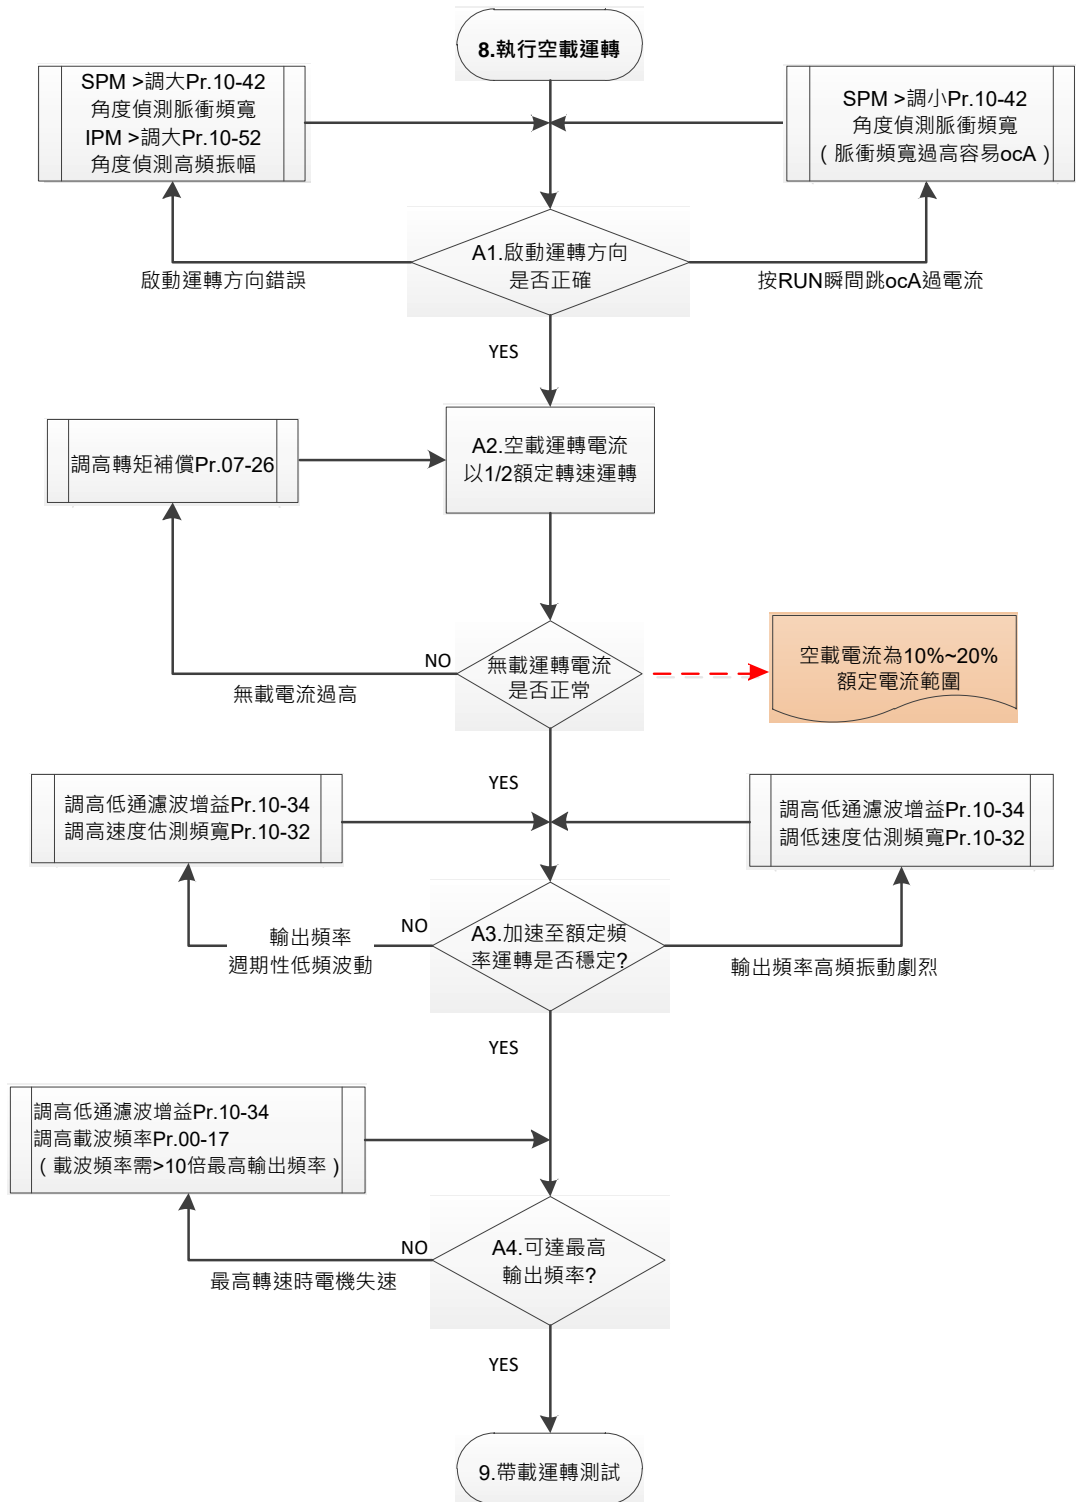 8.執行空載運轉
SPM >調大Pr.10-42
角度偵測脈衝頻寬
IPM >調大Pr.10-52
角度偵測高頻振幅
SPM >調小Pr.10-42
角度偵測脈衝頻寬
(脈衝頻寬過高容易ocA)
A1.啟動運轉方向
是否正確
啟動運轉方向錯誤
按RUN瞬間跳ocA過電流
YES
調高轉矩補償Pr.07-26
A2.空載運轉電流
以1/2額定轉速運轉
NO
無載運轉電流
是否正常
無載電流過高
空載電流為10%~20%
額定電流範圍
YES
調高低通濾波增益Pr.10-34
調高速度估測頻寬Pr.10-32
調高低通濾波增益Pr.10-34
調低速度估測頻寬Pr.10-32
NO
輸出頻率
週期性低頻波動
A3.加速至額定頻
率運轉是否穩定?
輸出頻率高頻振動劇烈
YES
調高低通濾波增益Pr.10-34
調高載波頻率Pr.00-17
(載波頻率需>10倍最高輸出頻率)
NO
A4.可達最高
輸出頻率?
最高轉速時電機失速
YES
9.帶載運轉測試